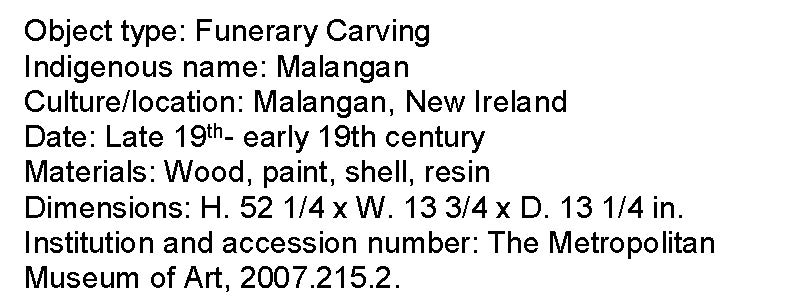 Object type: Funerary Carving
Indigenous name: Malangan
Culture/location: Malangan, New Ireland
Date: Late 19th- early 19th century
Materials: Wood, paint, shell, resin
Dimensions: H. 52 1/4 x W. 13 3/4 x D. 13 1/4 in.
Institution and accession number: The Metropolitan
Museum of Art, 2007.215.2.